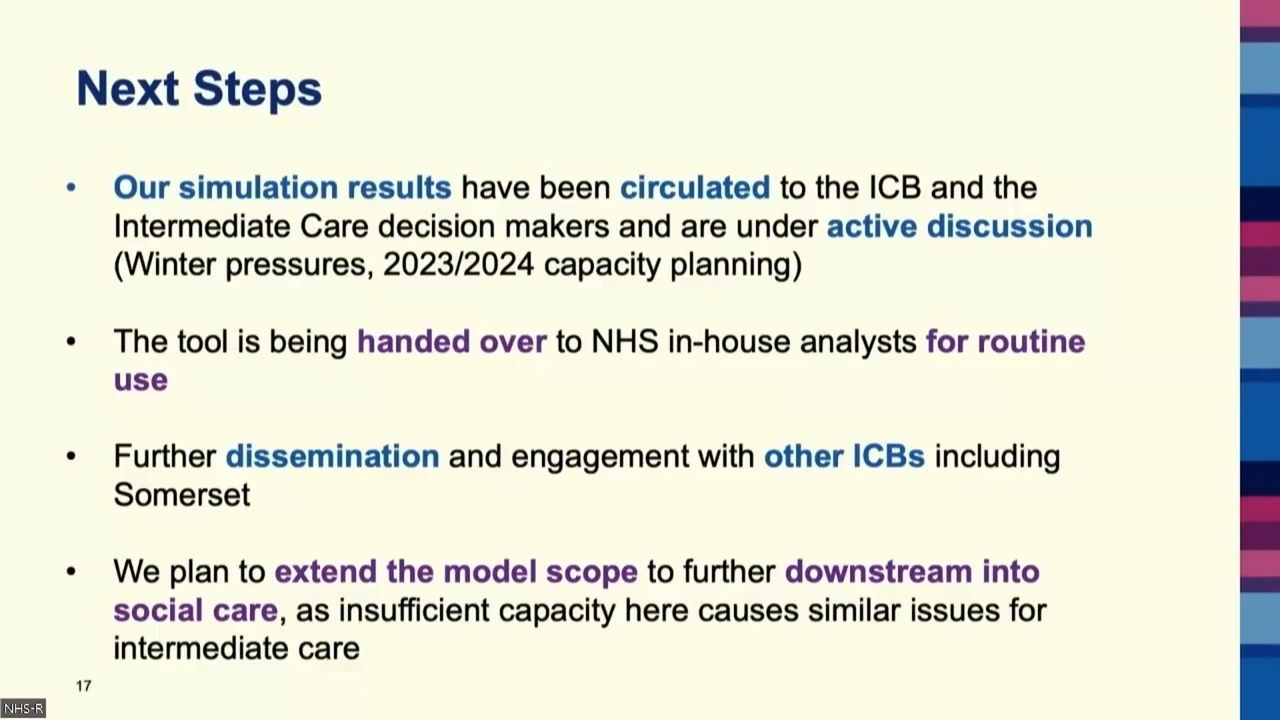 Next Steps
• Our simulation results have been circulated to the ICB and the
Intermediate Care decision makers and are under active discussion
(Winter pressures, 2023/2024 capacity planning)
• The tool is being handed over to NHS in-house analysts for routine
use
• Further dissemination and engagement with other ICBs including
Somerset
• We plan to extend the model scope to further downstream into
social care, as insufficient capacity here causes similar issues for
intermediate care
17
NHS-R